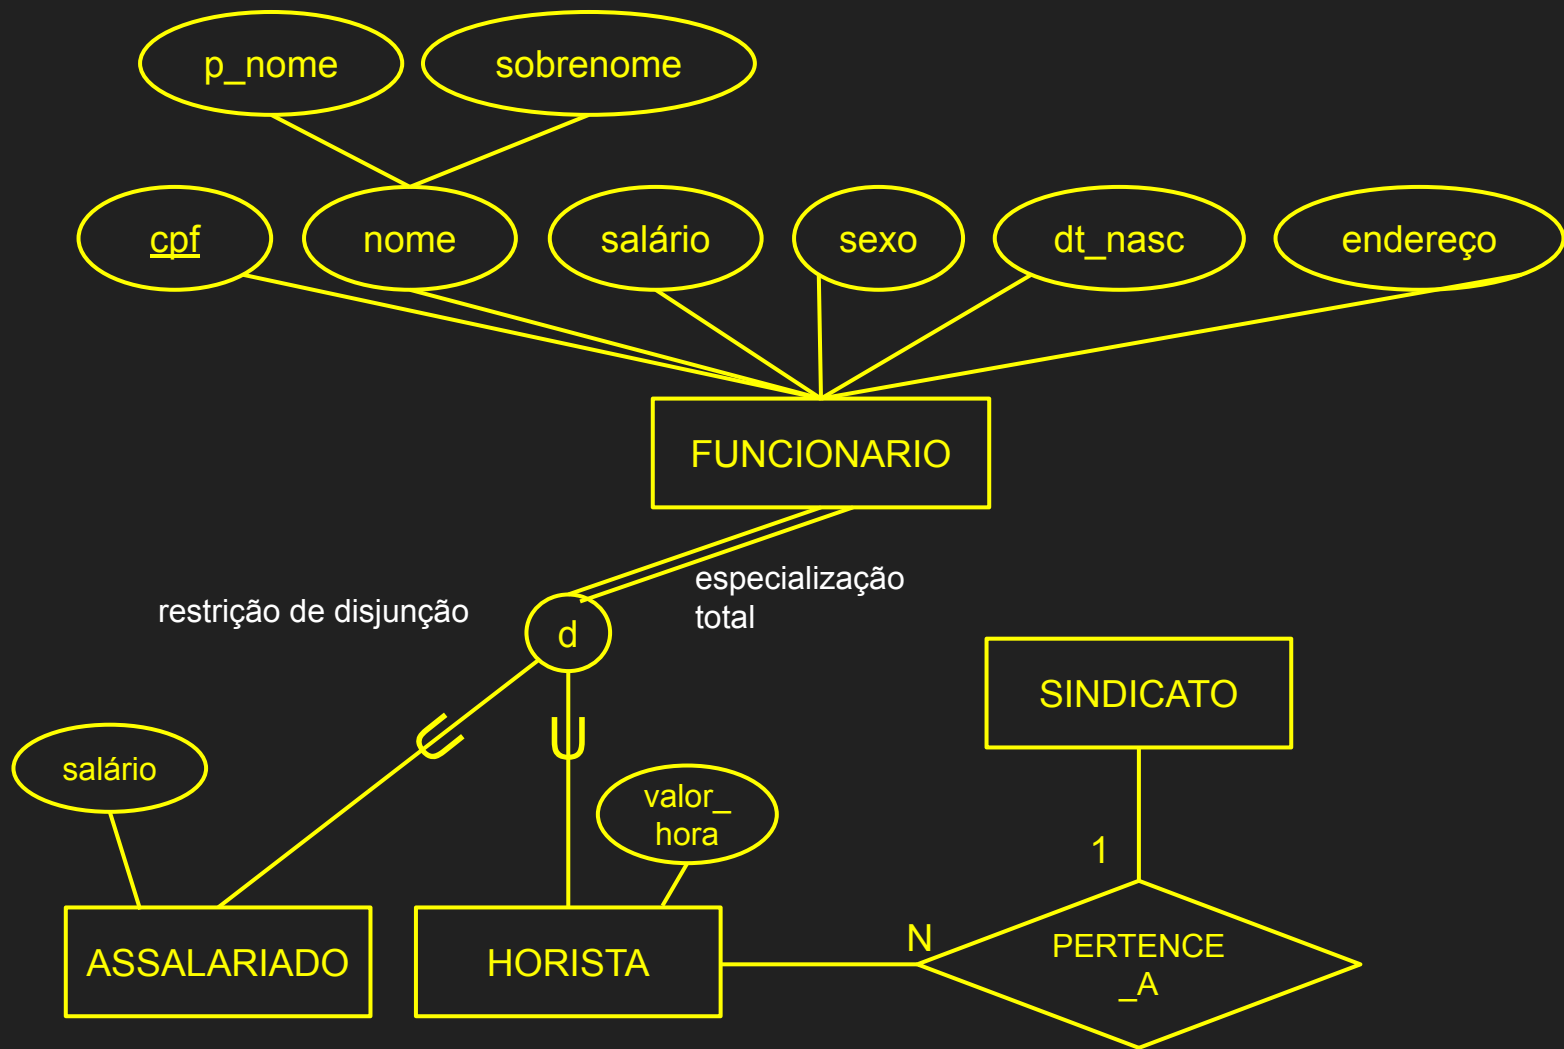 p_nome
sobrenome
cpf
nome
salário
sexo
dt_nasc
endereço
FUNCIONARIO
especialização
total
restrição de disjunção
d
SINDICATO
salário
valor_
hora
1
ASSALARIADO
HORISTA
N
PERTENCE
_A